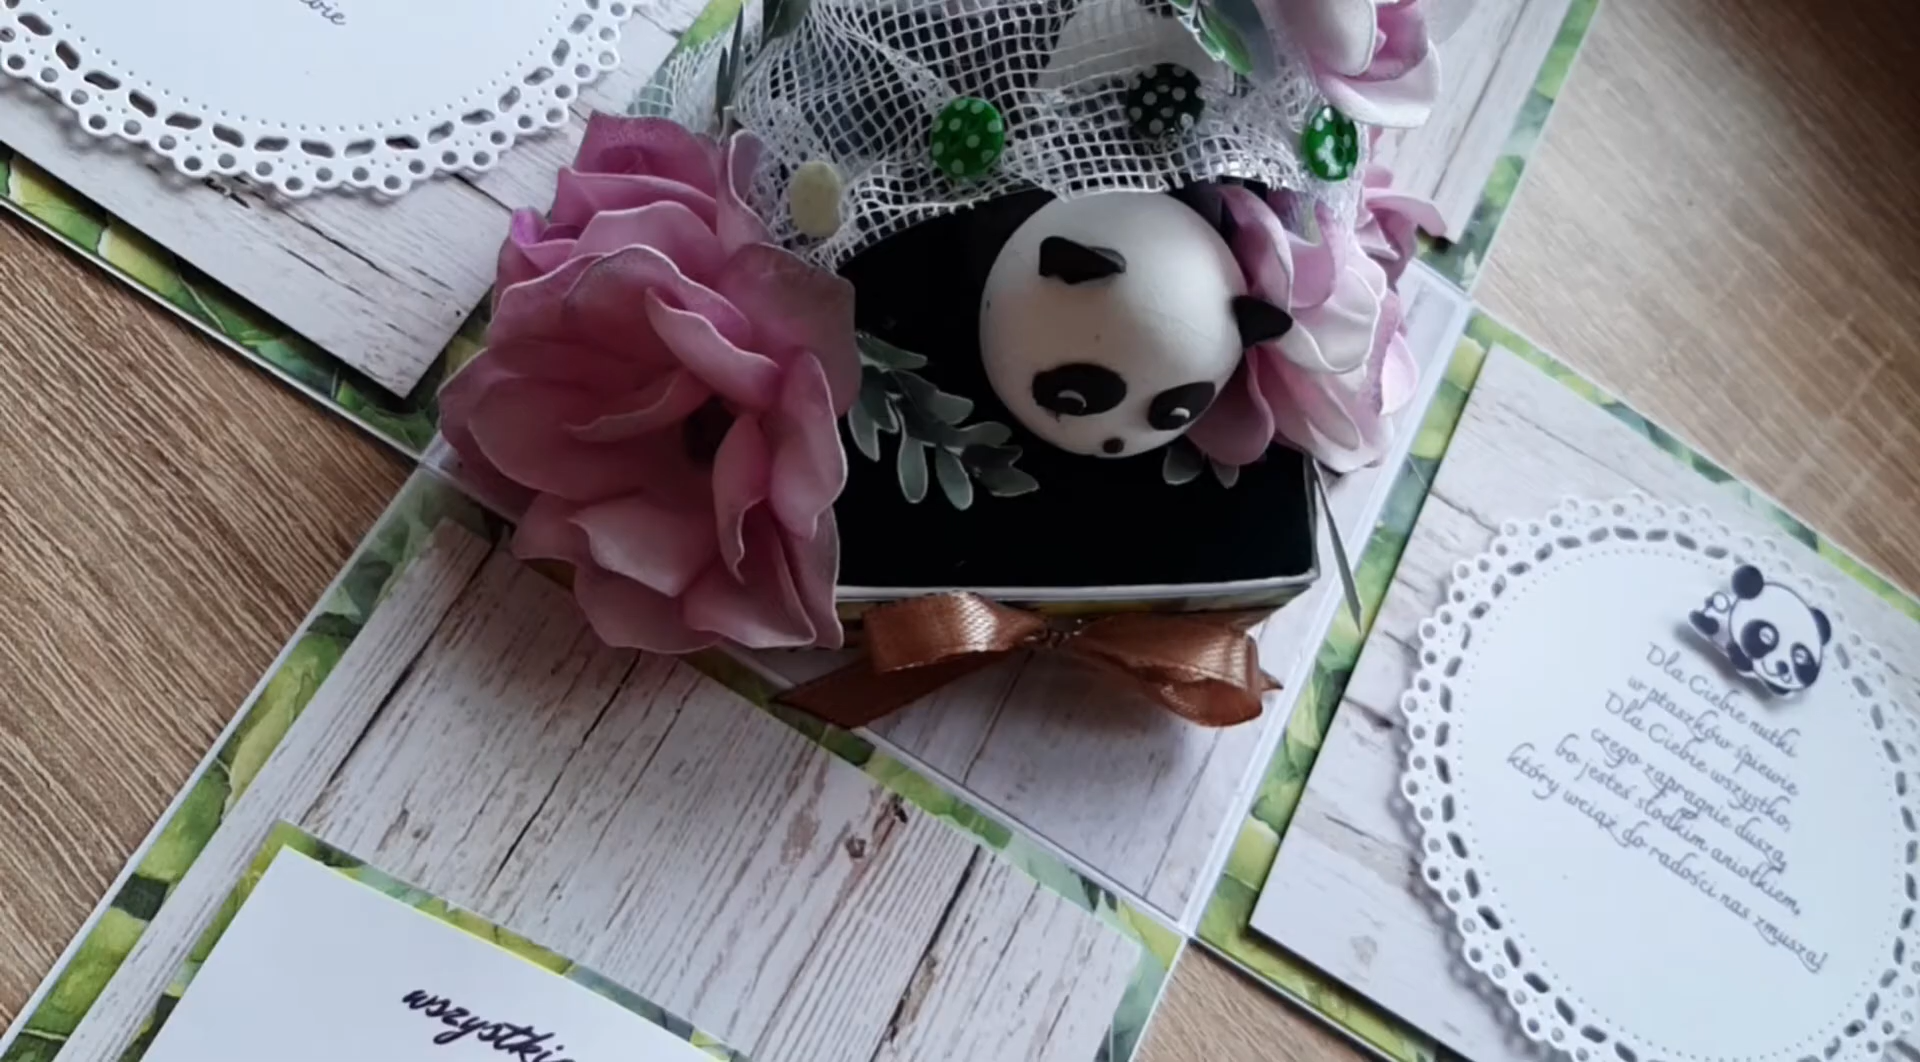 Dla Ciebie nutki
w ptaszków śpiewie
Dla Ciebie wszystko,
czego zapragnie dusza,
bo jesteś słodkim aniołkiem,
który wciąż do radości nas zmusza!